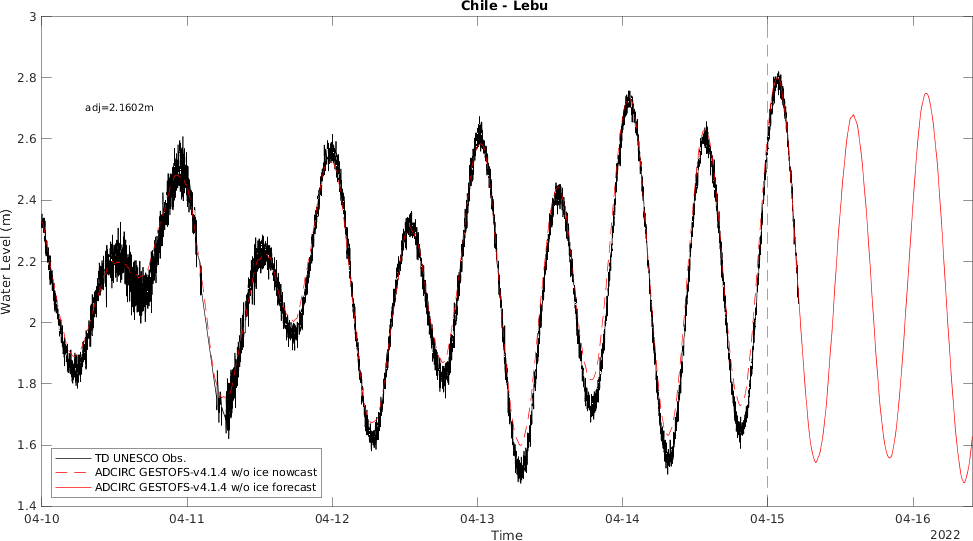 Chile - Lebu
3
2.8
2.6
2.4
2.2
2
1.8
1.6
1.4
Water Level (m)
adj=2.1602m
TD UNESCO Obs.
ADCIRC GESTOFS-v4.1.4 w/o ice nowcast
ADCIRC GESTOFS-v4.1.4 w/o ice forecast
04-10 04-11 04-12 04-13 04-14 04-15 04-16
Time
2022